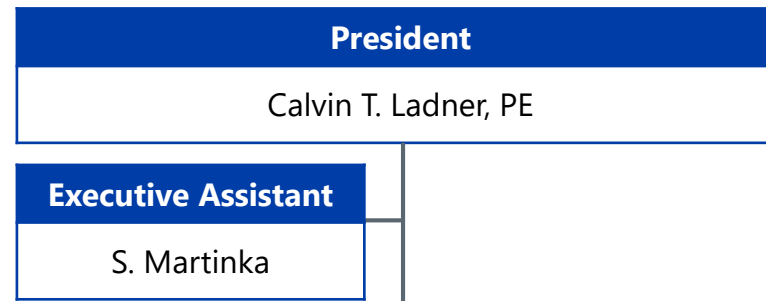 President
Calvin T. Ladner, PE
Executive Assistant
S. Martinka